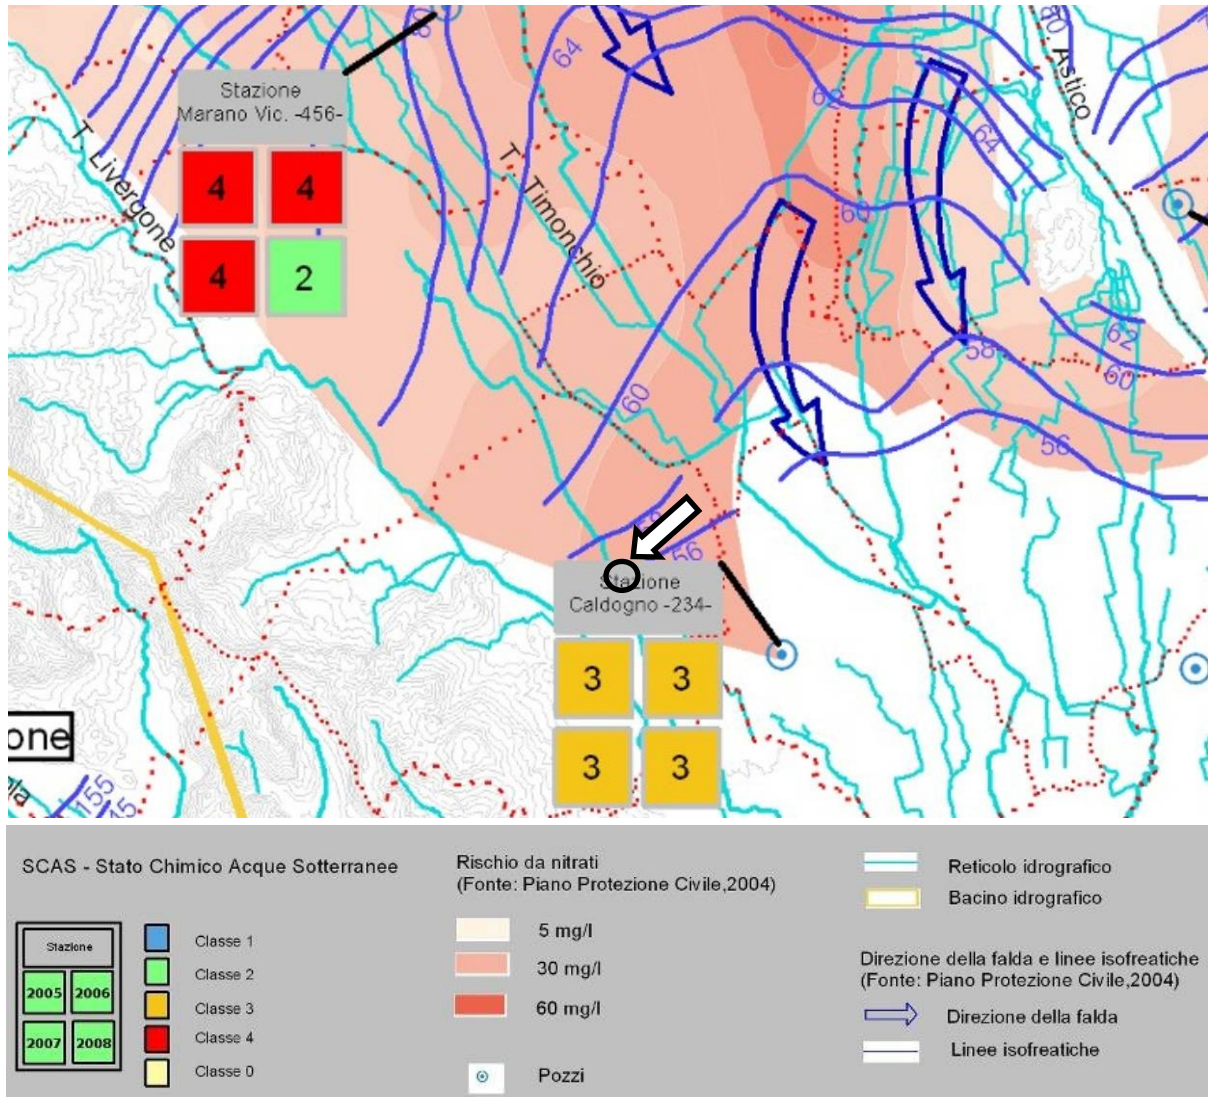 80
60
64
Stazione
Marano Vic. -456-
4
4
4
2
T. Livergone
T. Timonchio
Astico
62
64
60
60
58
62
60
56
56
Stazione
Caldogno -234-
3
3
3
3
one
155
45
SCAS - Stato Chimico Acque Sotterranee
Stazione
2005
2006
2007
2008
Classe 1
Classe 2
Classe 3
Classe 4
Classe 0
Rischio da nitrati
(Fonte: Piano Protezione Civile,2004)
5 mg/l
30 mg/l
60 mg/l
Pozzi
Reticolo idrografico
Bacino idrografico
Direzione della falda e linee isofreatiche
(Fonte: Piano Protezione Civile,2004)
Direzione della falda
Linee isofreatiche